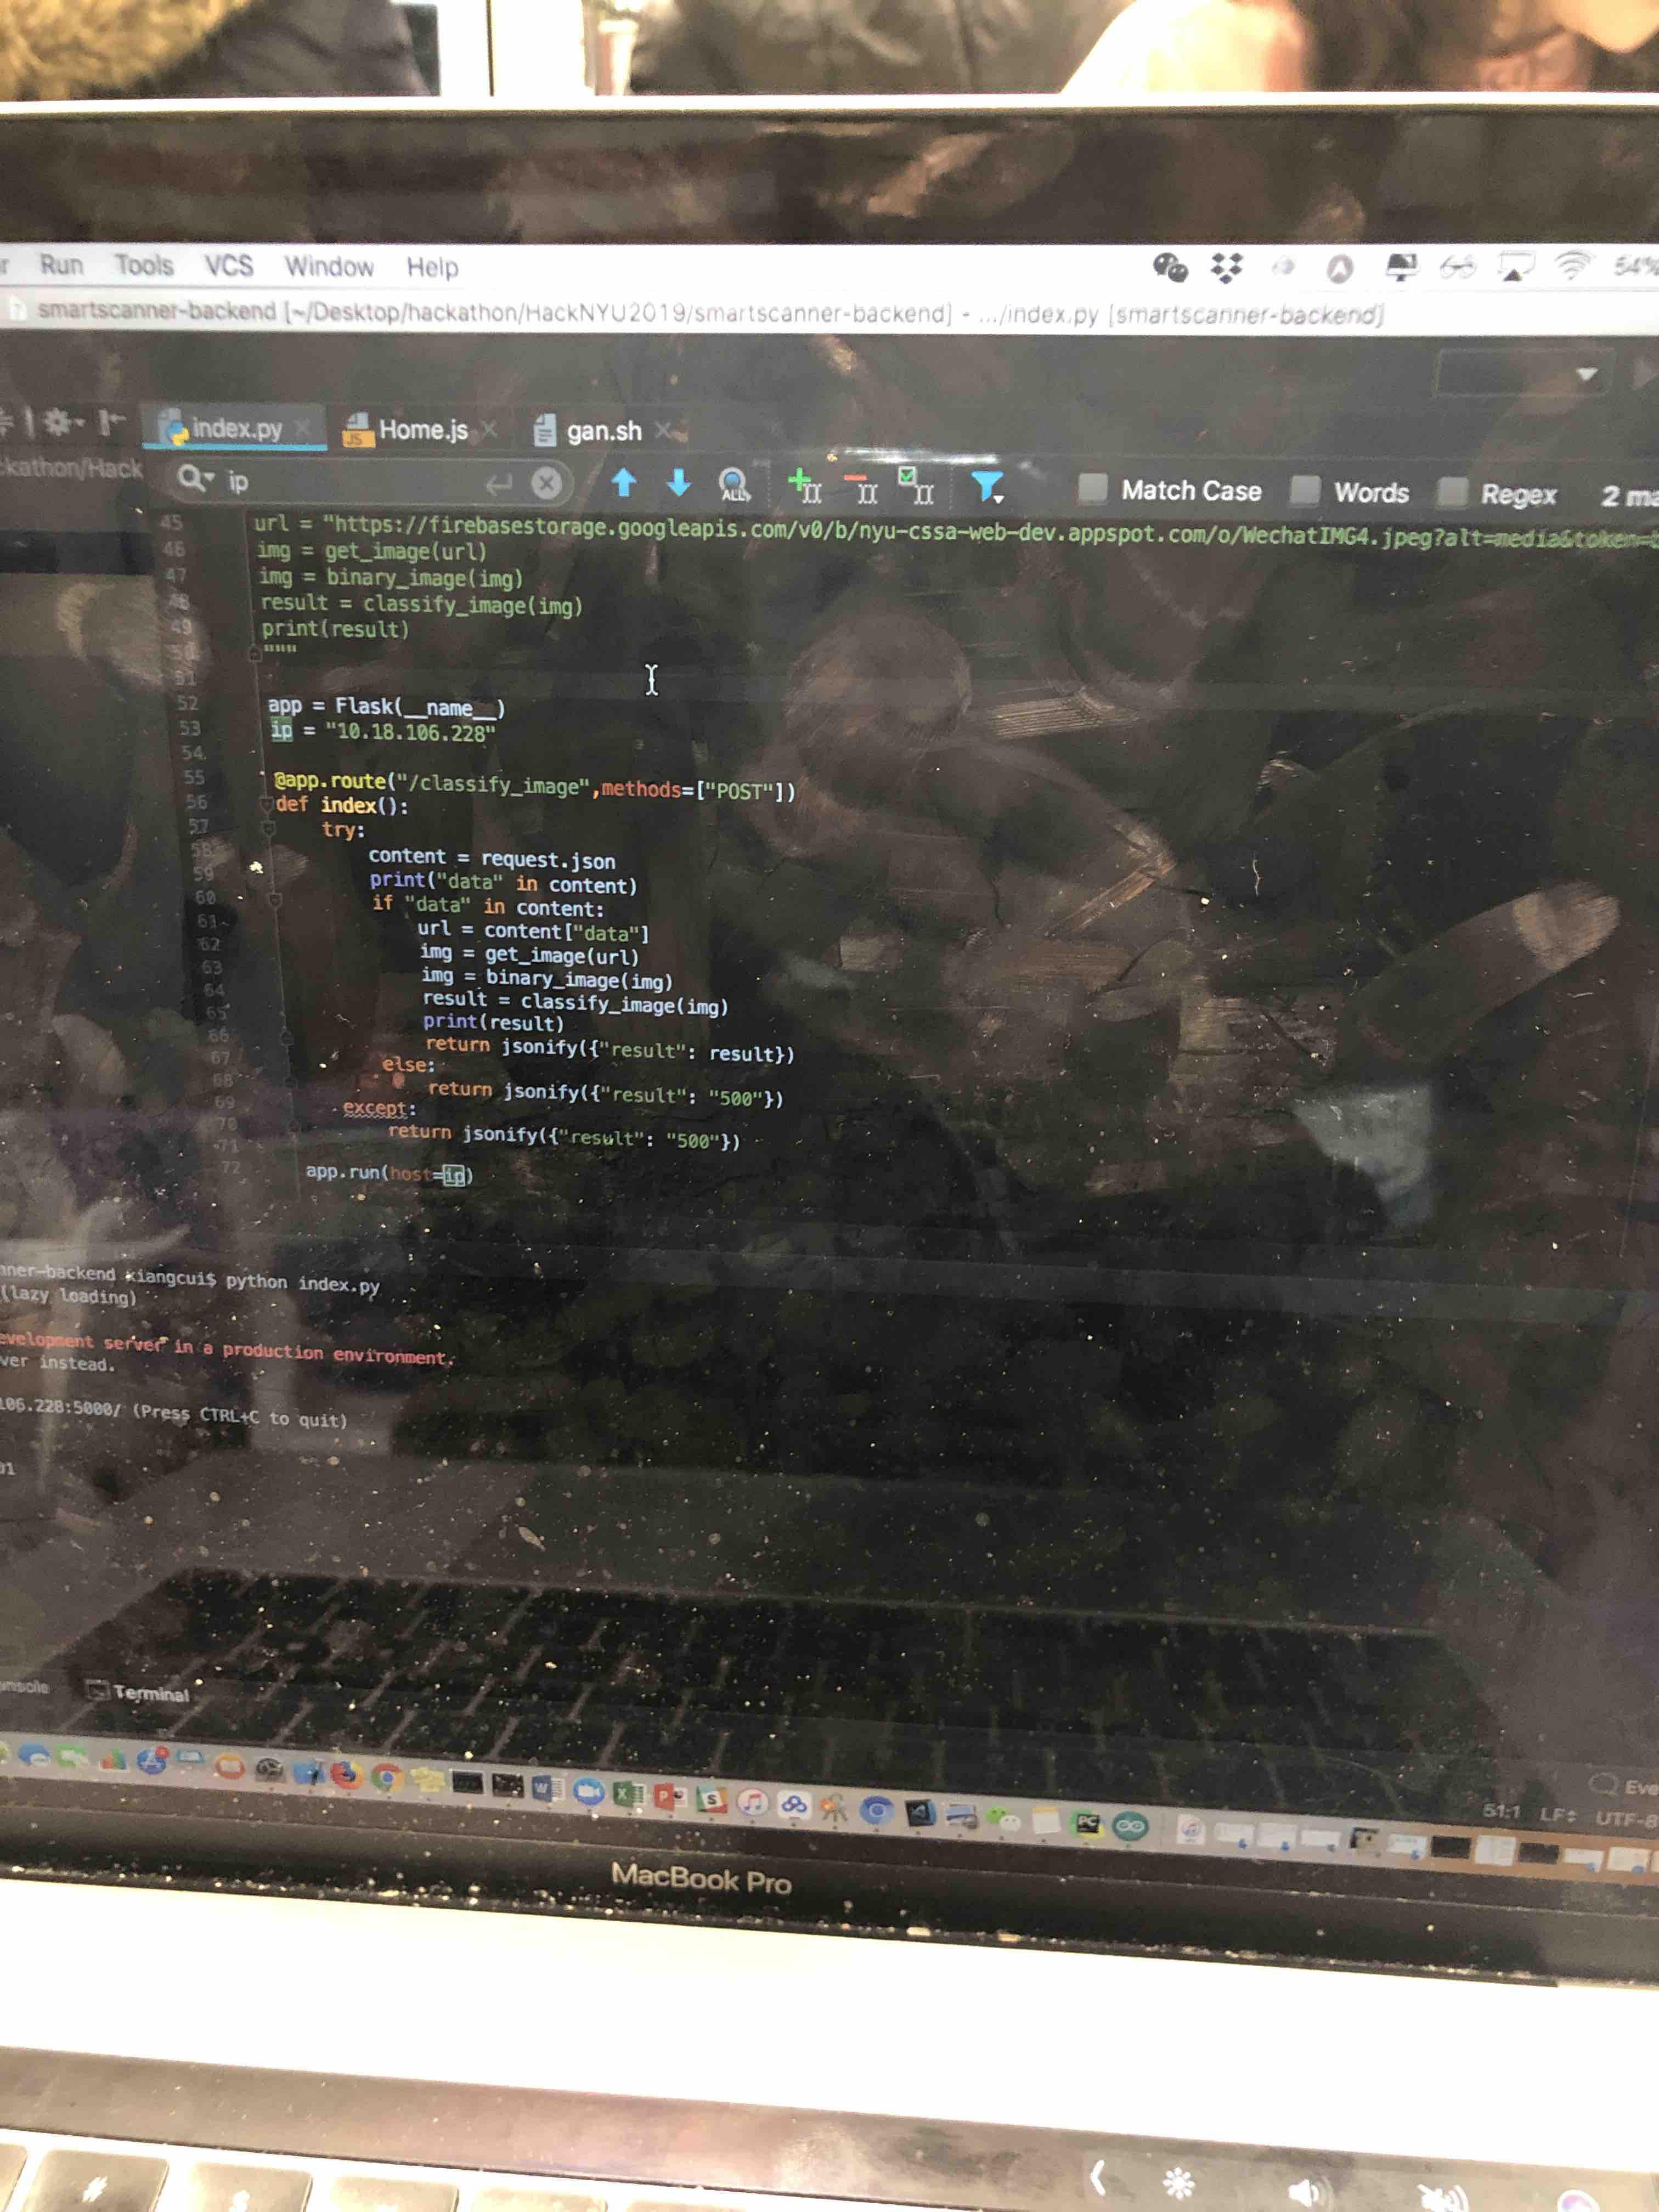 Run Tools VCS Window Help
54%
smartscanner-backend [~/Desktop/hackathon/HackNYU2019/smartscanner-backend] - .../index.py [smartscanner-backend]
index.py Home.js gan.sh
kathon/Hack
ip Match Case Words Regex 2 ma
45 url = "https://firebasestorage.googleapis.com/v0/b/nyu-cssa-web-dev.appspot.com/o/WechatIMG4.jpeg?alt=media&token=
46 img = get_image(url)
47 img = binary_image(img)
48 result = classify_image(img)
49 print(result)
50 """
51
52 app = Flask(__name__)
53 ip = "10.18.106.228"
54
55 @app.route("/classify_image",methods=["POST"])
56 def index():
57 try:
58 content = request.json
59 print("data" in content)
60 if "data" in content:
61 url = content["data"]
62 img = get_image(url)
63 img = binary_image(img)
64 result = classify_image(img)
65 print(result)
66 return jsonify({"result": result})
67 else:
68 return jsonify({"result": "500"})
69 except:
70 return jsonify({"result": "500"})
71
72 app.run(host=ip)
nner-backend xiangcui$ python index.py
(lazy loading)
evelopment server in a production environment.
ver instead.
106.228:5000/ (Press CTRL+C to quit)
01
onsole Terminal
Eve
51:1 LF UTF-8
MacBook Pro